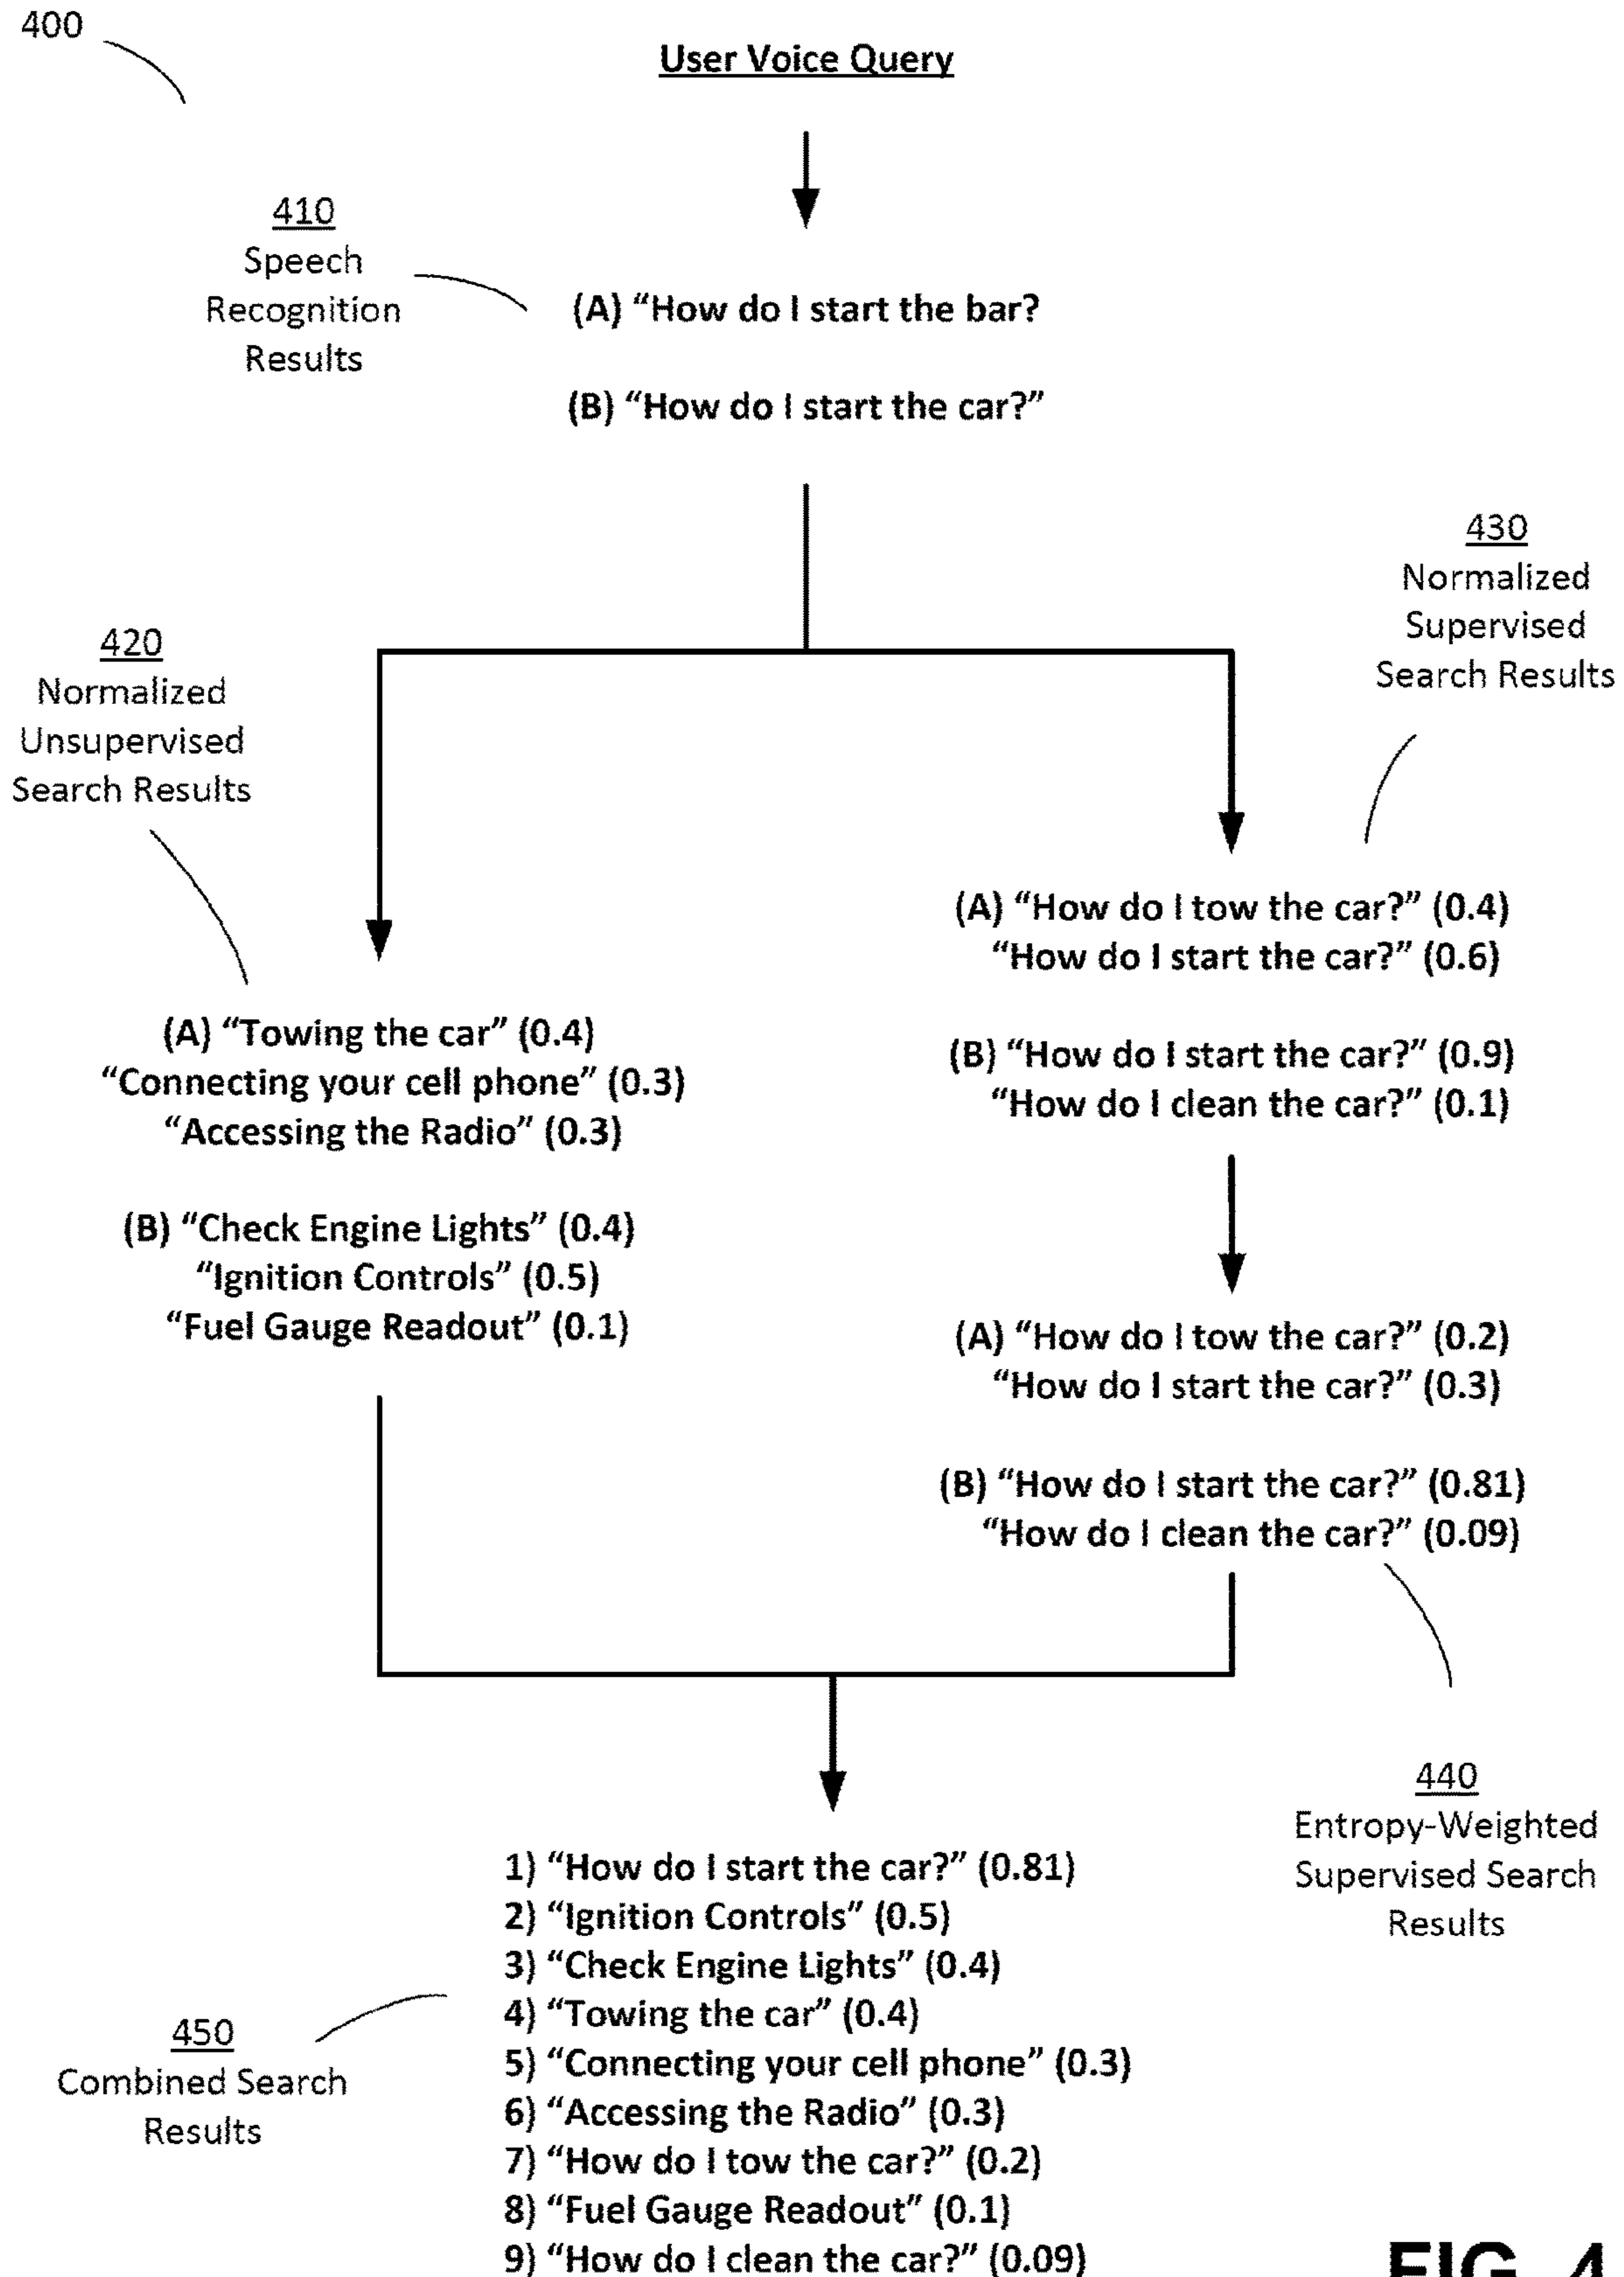 400
User Voice Query
410
Speech
Recognition
Results
(A) “How do I start the bar?
(B) “How do I start the car?”
430
Normalized
Supervised
Search Results
420
Normalized
Unsupervised
Search Results
(A) “How do I tow the car?” (0.4)
“How do I start the car?” (0.6)
(B) “How do I start the car?” (0.9)
“How do I clean the car?” (0.1)
(A) “Towing the car” (0.4)
“Connecting your cell phone” (0.3)
“Accessing the Radio” (0.3)
(B) “Check Engine Lights” (0.4)
“Ignition Controls” (0.5)
“Fuel Gauge Readout” (0.1)
(A) “How do I tow the car?” (0.2)
“How do I start the car?” (0.3)
(B) “How do I start the car?” (0.81)
“How do I clean the car?” (0.09)
440
Entropy-Weighted
Supervised Search
Results
1) “How do I start the car?” (0.81)
2) “Ignition Controls” (0.5)
3) “Check Engine Lights” (0.4)
4) “Towing the car” (0.4)
5) “Connecting your cell phone” (0.3)
6) “Accessing the Radio” (0.3)
7) “How do I tow the car?” (0.2)
8) “Fuel Gauge Readout” (0.1)
9) “How do I clean the car?” (0.09)
450
Combined Search
Results
FIG. 4